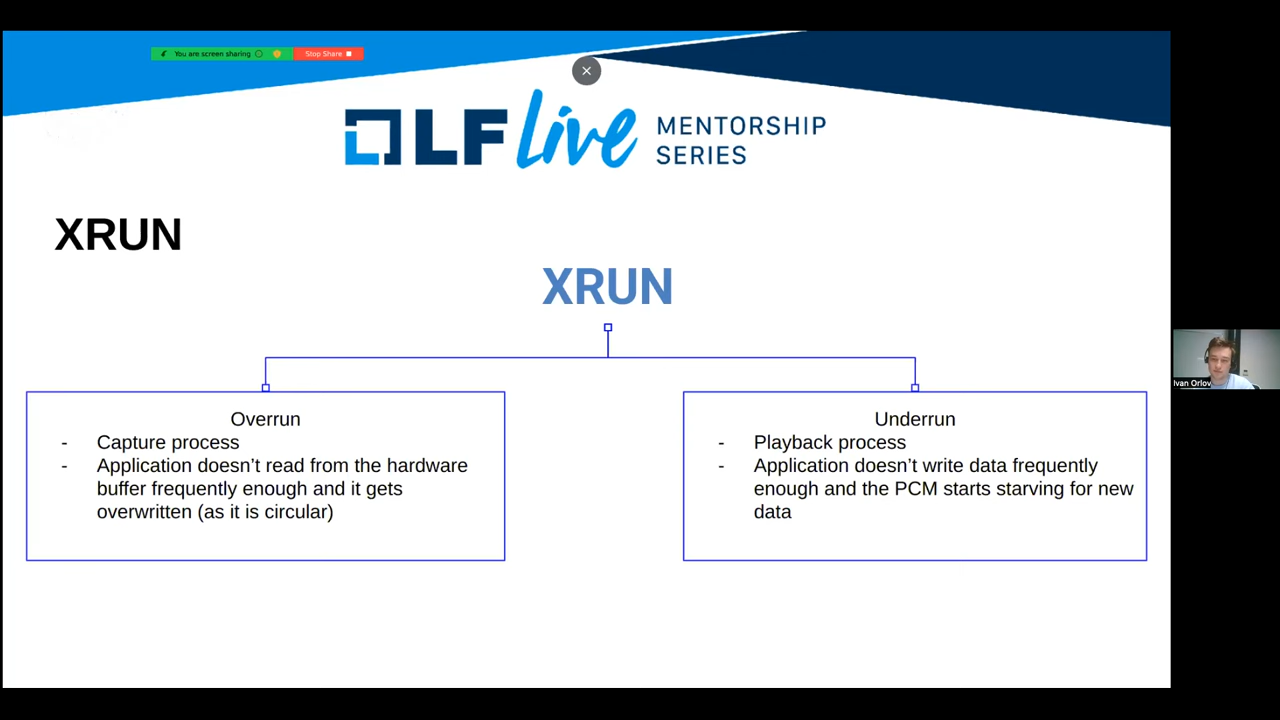 You are screen sharing
Stop Share
LF Live MENTORSHIP
SERIES
XRUN
XRUN
Overrun
- Capture process
- Application doesn’t read from the hardware
buffer frequently enough and it gets
overwritten (as it is circular)
Underrun
- Playback process
- Application doesn’t write data frequently
enough and the PCM starts starving for new
data
Ivan Orlov